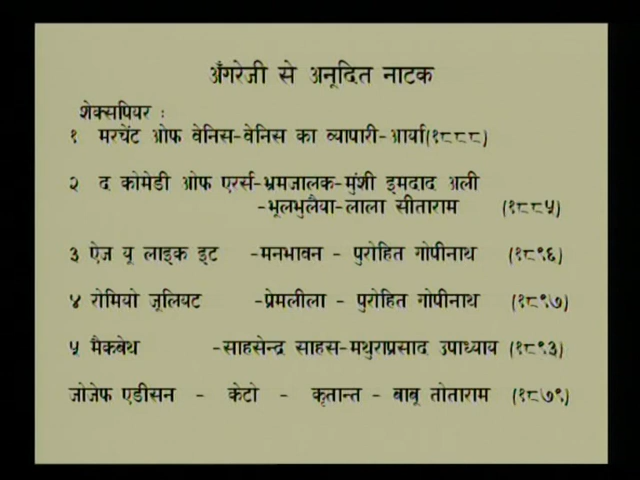 अँगरेजी से अनूदित नाटक
शेक्सपियर :
१ मरचेंट ओफ वेनिस-वेनिस का व्यापारी-आर्या(१८८८)
२ द कोमेडी ओफ एरर्स-भ्रमजालक-मुंशी इमदाद अली
-भूलभुलैया-लाला सीताराम (१८८५)
३ ऐज यू लाइक इट -मनभावन - पुरोहित गोपीनाथ (१८९६)
४ रोमियो जूलियट -प्रेमलीला - पुरोहित गोपीनाथ (१८९७)
५ मैकबेथ -साहसेन्द्र साहस-मथुराप्रसाद उपाध्याय (१८९३)
जोजेफ एडीसन - केटो - कृतान्त - बाबू तोताराम (१८७९)